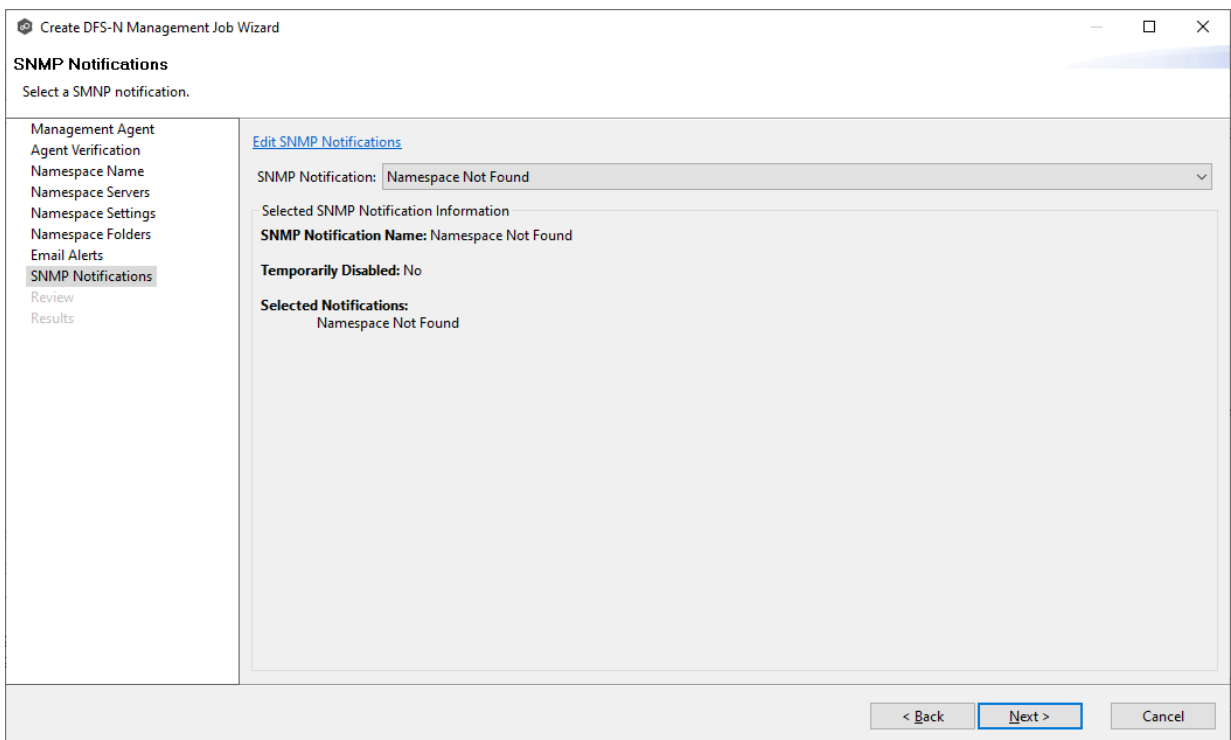 Create DFS-N Management Job Wizard
SNMP Notifications
Select a SMNP notification.
Management Agent
Agent Verification
Namespace Name
Namespace Servers
Namespace Settings
Namespace Folders
Email Alerts
SNMP Notifications
Review
Results
Edit SNMP Notifications
SNMP Notification: Namespace Not Found
Selected SNMP Notification Information
SNMP Notification Name: Namespace Not Found
Temporarily Disabled: No
Selected Notifications:
Namespace Not Found
< Back Next > Cancel